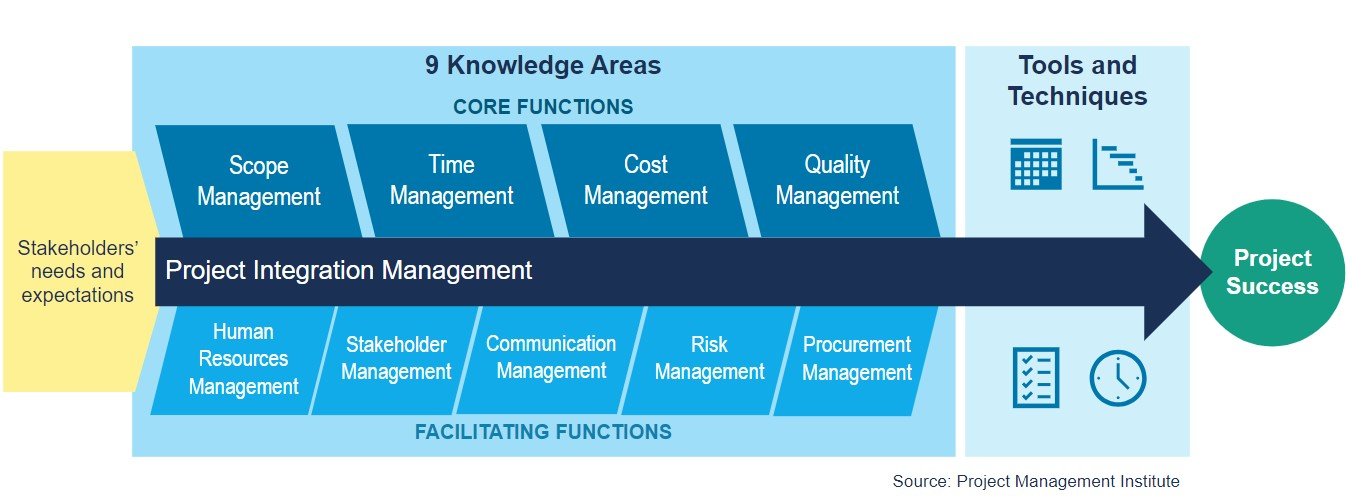 9 Knowledge Areas
CORE FUNCTIONS
Scope
Management
Time
Management
Cost
Management
Quality
Management
Stakeholders’
needs and
expectations
Project Integration Management
Human
Resources
Management
Stakeholder
Management
Communication
Management
Risk
Management
Procurement
Management
FACILITATING FUNCTIONS
Tools and
Techniques
Project
Success
Source: Project Management Institute